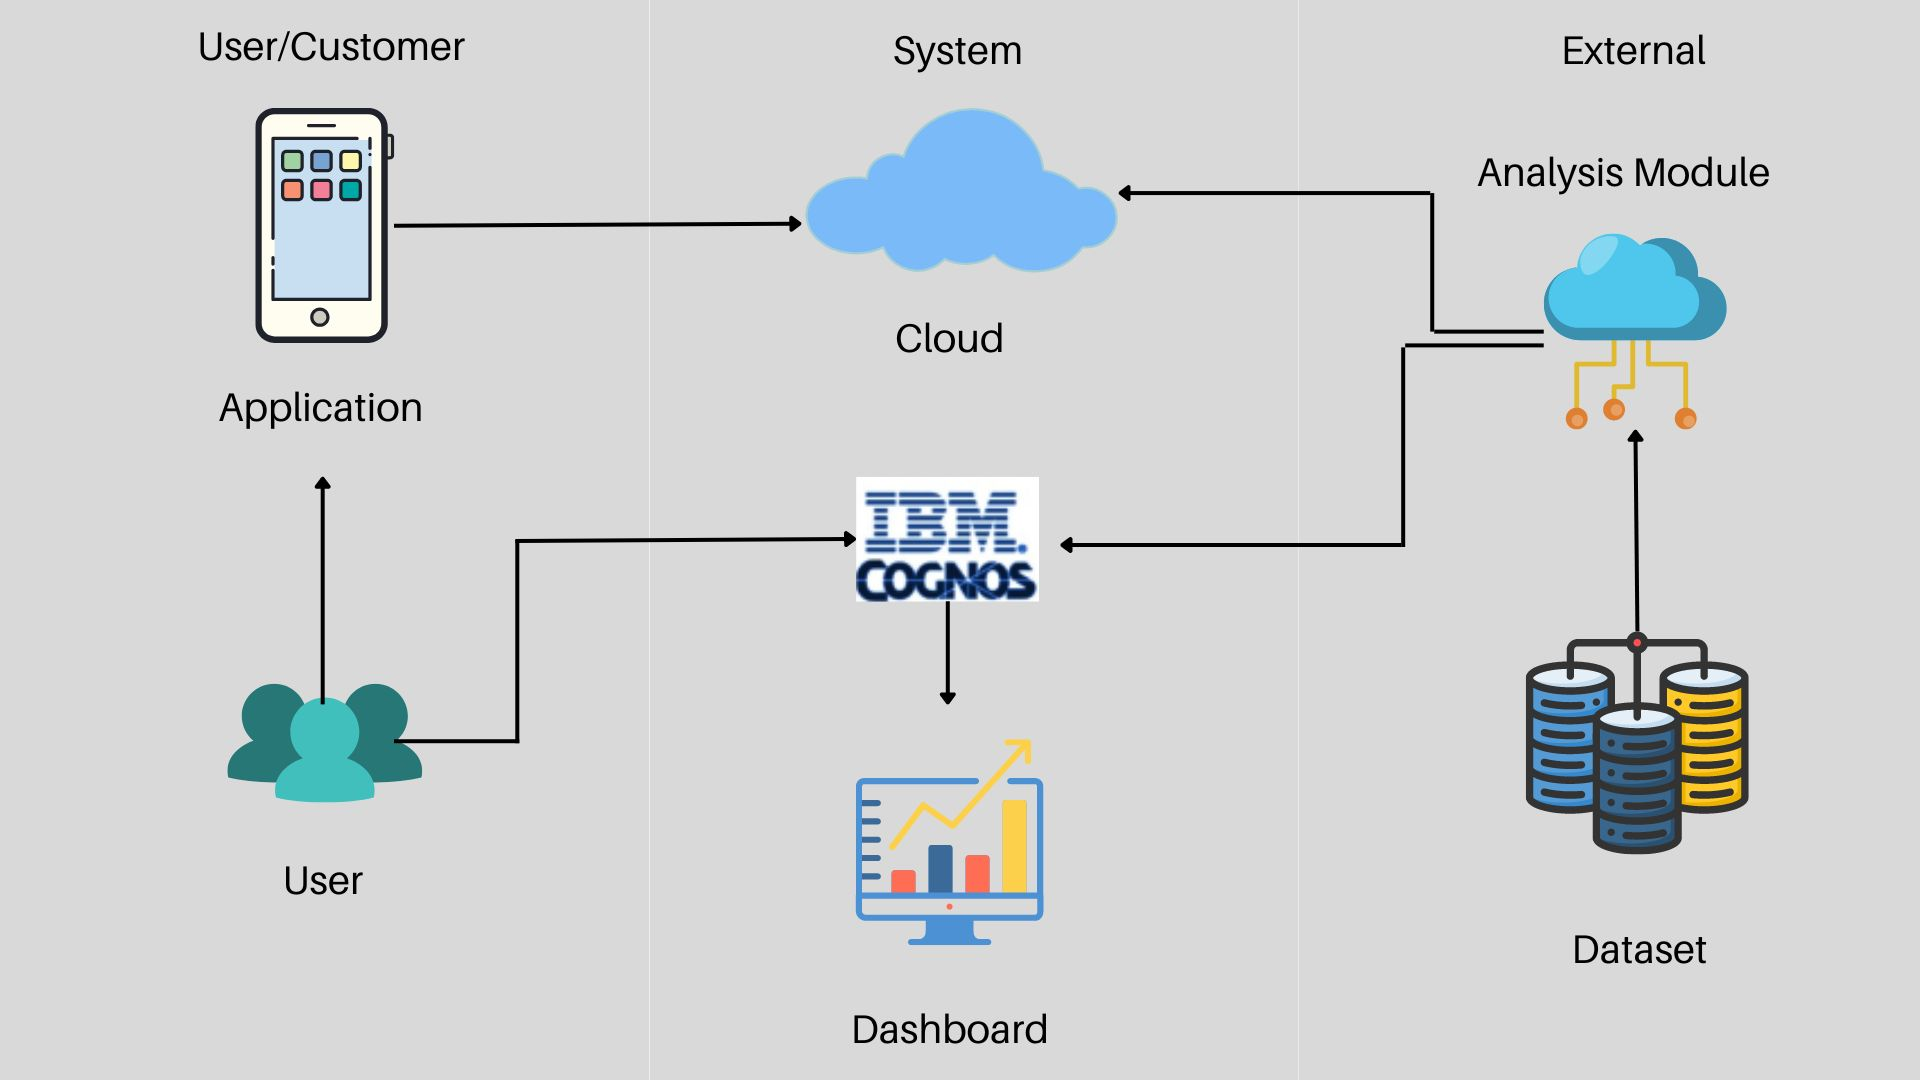 User/Customer
System
External
Analysis Module
Cloud
Application
IBM.
COGNOS
User
Dataset
Dashboard